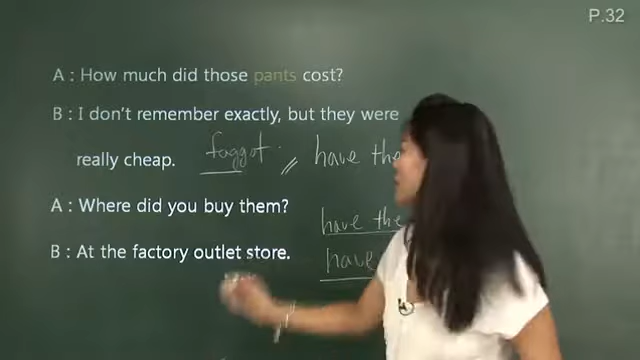 P.32
A : How much did those pants cost?
B : I don't remember exactly, but they were
really cheap. have the
A : Where did you buy them?
have the
B : At the factory outlet store.
have